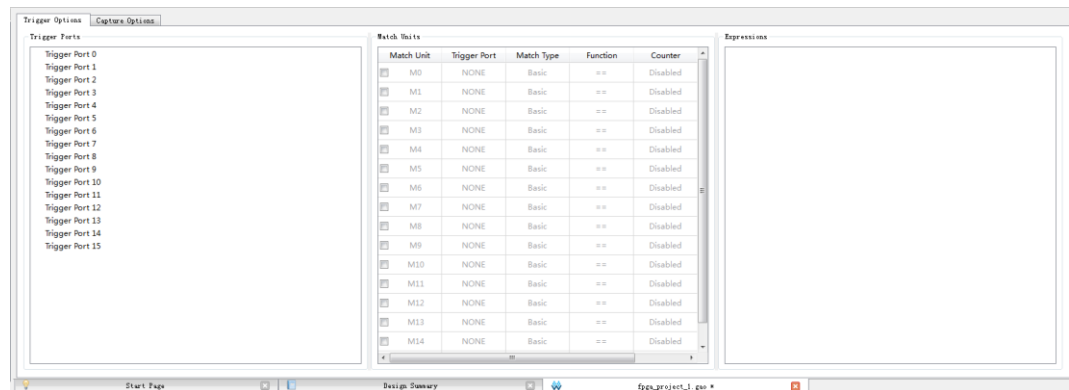 Trigger Options Capture Options
Trigger Ports
Trigger Port 0
Trigger Port 1
Trigger Port 2
Trigger Port 3
Trigger Port 4
Trigger Port 5
Trigger Port 6
Trigger Port 7
Trigger Port 8
Trigger Port 9
Trigger Port 10
Trigger Port 11
Trigger Port 12
Trigger Port 13
Trigger Port 14
Trigger Port 15
Match Units
Match Unit Trigger Port Match Type Function Counter
M0 NONE Basic == Disabled
M1 NONE Basic == Disabled
M2 NONE Basic == Disabled
M3 NONE Basic == Disabled
M4 NONE Basic == Disabled
M5 NONE Basic == Disabled
M6 NONE Basic == Disabled
M7 NONE Basic == Disabled
M8 NONE Basic == Disabled
M9 NONE Basic == Disabled
M10 NONE Basic == Disabled
M11 NONE Basic == Disabled
M12 NONE Basic == Disabled
M13 NONE Basic == Disabled
M14 NONE Basic == Disabled
Expressions
Start Page Design Summary fpga_project_1.gao *